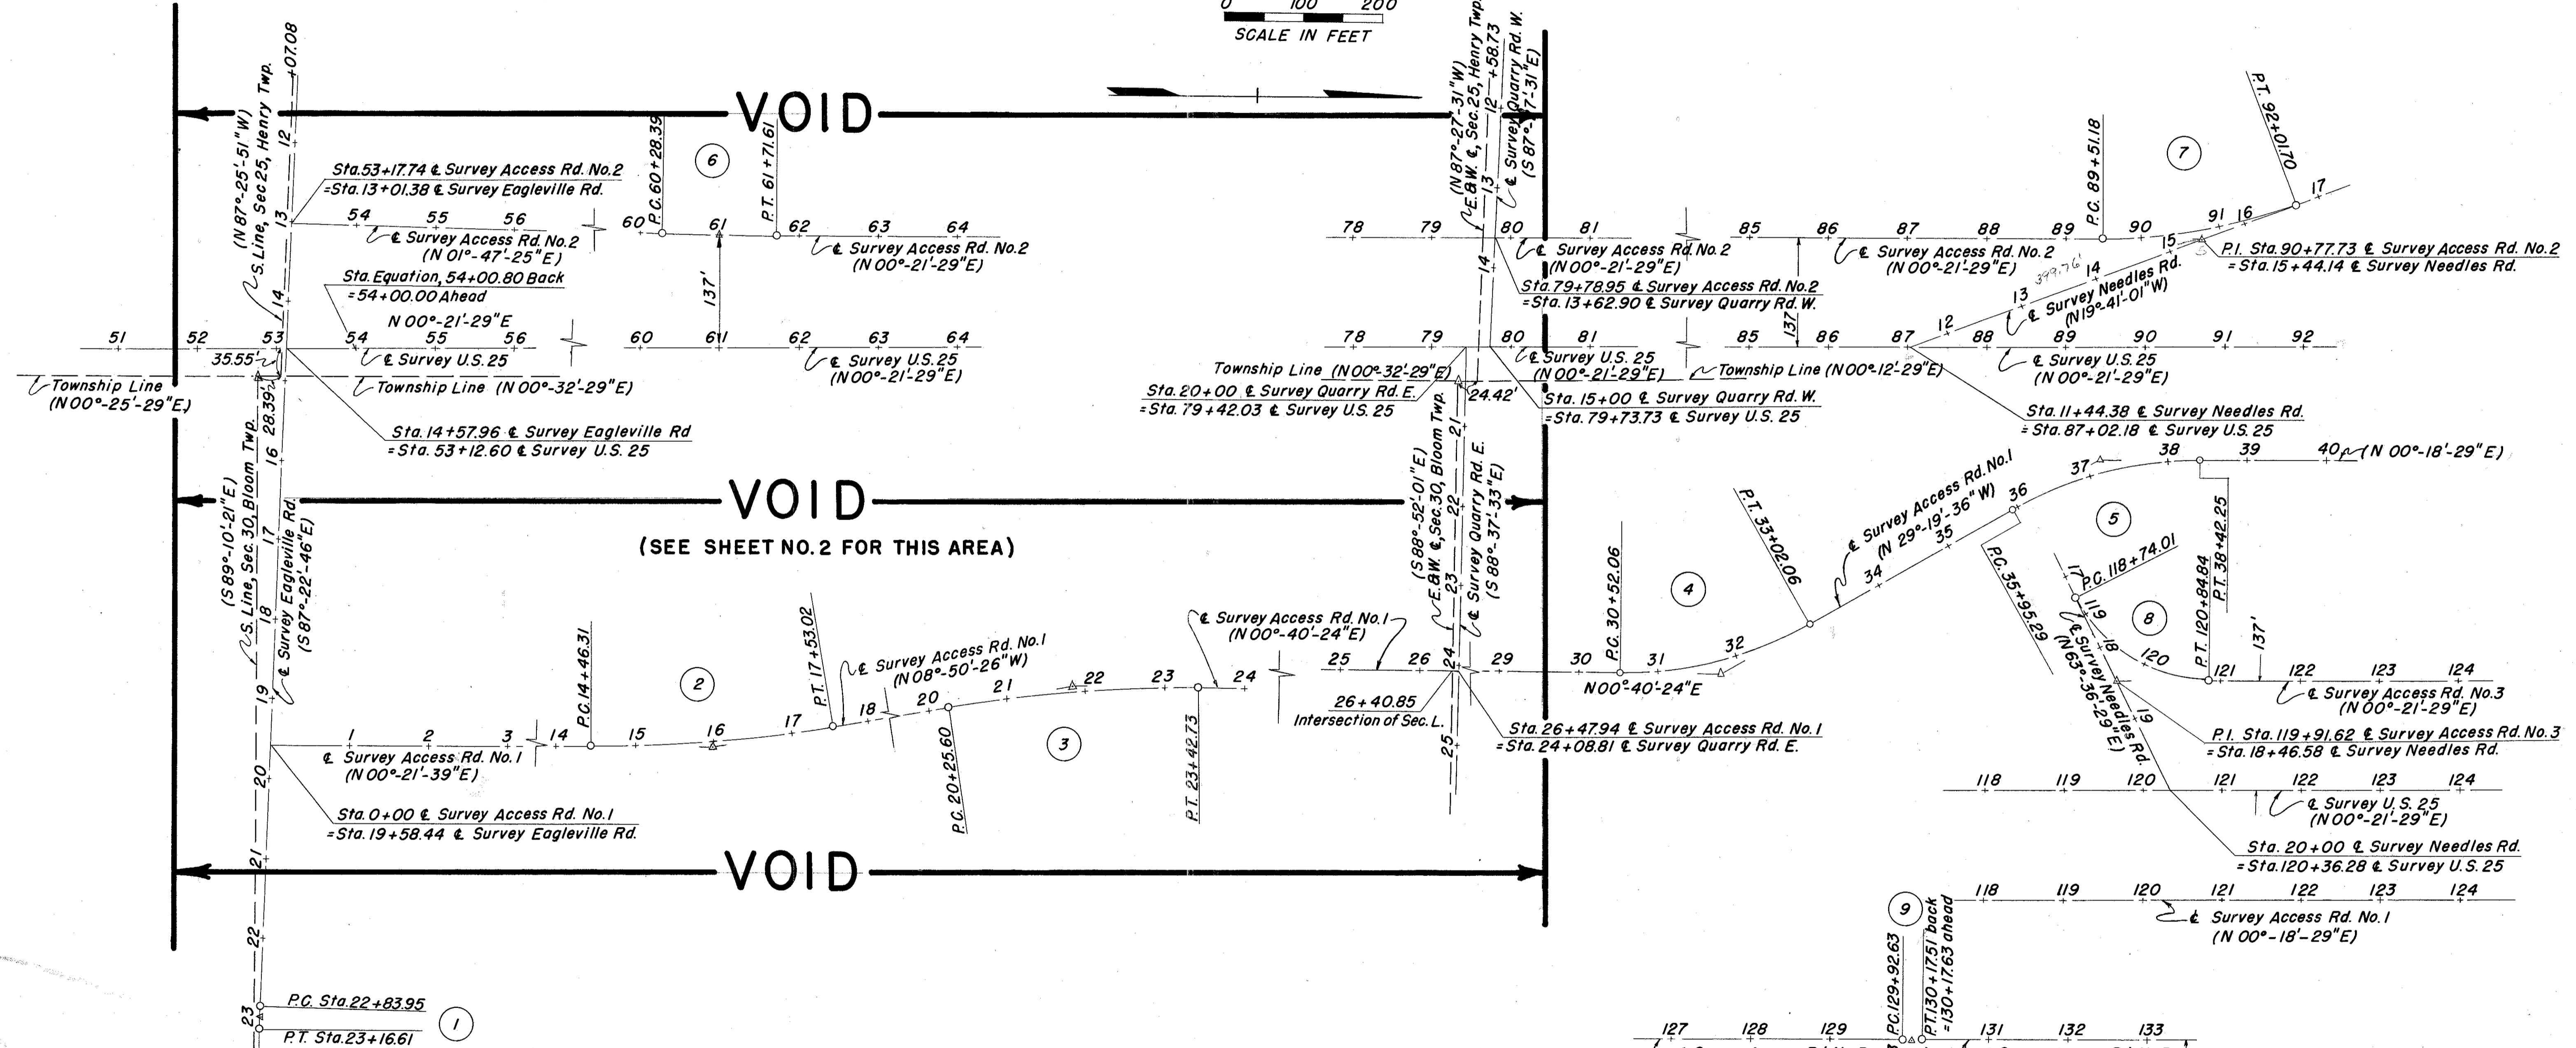 0 100 200
SCALE IN FEET
VOID
+07.08
12
13
14
(N 87°-25'-51"W)
S. Line, Sec 25, Henry Twp.
Sta. 53+17.74 ℄ Survey Access Rd. No. 2
=Sta. 13+01.38 ℄ Survey Eagleville Rd.
54 55 56
℄ Survey Access Rd. No. 2
(N 01°-47'-25"E)
Sta. Equation, 54+00.80 Back
= 54+00.00 Ahead
N 00°-21'-29"E
51 52 53 54 55 56
℄ Survey U.S. 25
35.55'
Township Line
(N 00°-25'-29"E)
Township Line (N 00°-32'-29"E)
28.39'
Sta. 14+57.96 ℄ Survey Eagleville Rd
= Sta. 53+12.60 ℄ Survey U.S. 25
P.C. 60+28.39
6
P.T. 61+71.61
60 61 62 63 64
℄ Survey Access Rd. No. 2
(N 00°-21'-29"E)
137'
60 61 62 63 64
℄ Survey U.S. 25
(N 00°-21'-29"E)
(N 87°-27'-31"W)
E.&W. ℄, Sec. 25, Henry Twp.
+58.73
12
13
14
℄ Survey Quarry Rd. W.
(S 87°-27'-31"E)
78 79 80 81
℄ Survey Access Rd. No. 2
(N 00°-21'-29"E)
Sta. 79+78.95 ℄ Survey Access Rd. No. 2
=Sta. 13+62.90 ℄ Survey Quarry Rd. W.
78 79 80 81
℄ Survey U.S. 25
(N 00°-21'-29"E)
Township Line (N 00°-32'-29"E)
Township Line (N 00°-12'-29"E)
Sta. 20+00 ℄ Survey Quarry Rd. E.
=Sta. 79+42.03 ℄ Survey U.S. 25
24.42'
Sta. 15+00 ℄ Survey Quarry Rd. W.
=Sta. 79+73.73 ℄ Survey U.S. 25
85 86 87 88 89 90 91
℄ Survey Access Rd. No. 2
(N 00°-21'-29"E)
P.C. 89+51.18
7
P.T. 92+01.70
12 13 14 15 16 17
399.76'
℄ Survey Needles Rd.
(N19°-41'-01"W)
P.I. Sta. 90+77.73 ℄ Survey Access Rd. No. 2
=Sta. 15+44.14 ℄ Survey Needles Rd.
137'
85 86 87 88 89 90 91 92
℄ Survey U.S. 25
(N 00°-21'-29"E)
Sta. 11+44.38 ℄ Survey Needles Rd.
=Sta. 87+02.18 ℄ Survey U.S. 25
VOID
(SEE SHEET NO. 2 FOR THIS AREA)
(S 89°-10'-21"E)
S. Line, Sec. 30, Bloom Twp.
16
17
18
19
20
21
22
23
℄ Survey Eagleville Rd.
(S 87°-22'-46"E)
1 2 3 14 15 16 17 18 20 21 22 23 24
℄ Survey Access Rd. No. 1
(N 00°-21'-39"E)
Sta. 0+00 ℄ Survey Access Rd. No. 1
=Sta. 19+58.44 ℄ Survey Eagleville Rd.
P.C. 14+46.31
2
P.T. 17+53.02
℄ Survey Access Rd. No. 1
(N 08°-50'-26"W)
P.C. 20+25.60
3
P.T. 23+42.73
℄ Survey Access Rd. No. 1
(N 00°-40'-24"E)
(S 88°-52'-01"E)
E.&W. ℄, Sec. 30, Bloom Twp.
21
22
23
24
25
℄ Survey Quarry Rd. E.
(S 88°-37'-33"E)
25 26 29 30 31 32
26+40.85
Intersection of Sec. L.
Sta. 26+47.94 ℄ Survey Access Rd. No. 1
=Sta. 24+08.81 ℄ Survey Quarry Rd. E.
P.C. 30+52.06
N 00°-40'-24"E
4
P.T. 33+02.06
℄ Survey Access Rd. No. 1
(N 29°-19'-36"W)
34 35 36 37 38 39 40
(N 00°-18'-29"E)
P.C. 35+95.29
5
P.T. 38+42.25
17
P.C. 118+74.01
119
18
8
120
P.T. 120+84.84
137'
121 122 123 124
℄ Survey Access Rd. No. 3
(N 00°-21'-29"E)
℄ Survey Needles Rd.
(N 63°-36'-29"E)
19
P.I. Sta. 119+91.62 ℄ Survey Access Rd. No. 3
=Sta. 18+46.58 ℄ Survey Needles Rd.
118 119 120 121 122 123 124
℄ Survey U.S. 25
(N 00°-21'-29"E)
Sta. 20+00 ℄ Survey Needles Rd.
=Sta. 120+36.28 ℄ Survey U.S. 25
VOID
118 119 120 121 122 123 124
℄ Survey Access Rd. No. 1
(N 00°-18'-29"E)
P.C. Sta. 22+83.95
1
P.T. Sta. 23+16.61
9
P.C. 129+92.63
P.T. 130+17.51 back
=130+17.63 ahead
127 128 129 131 132 133